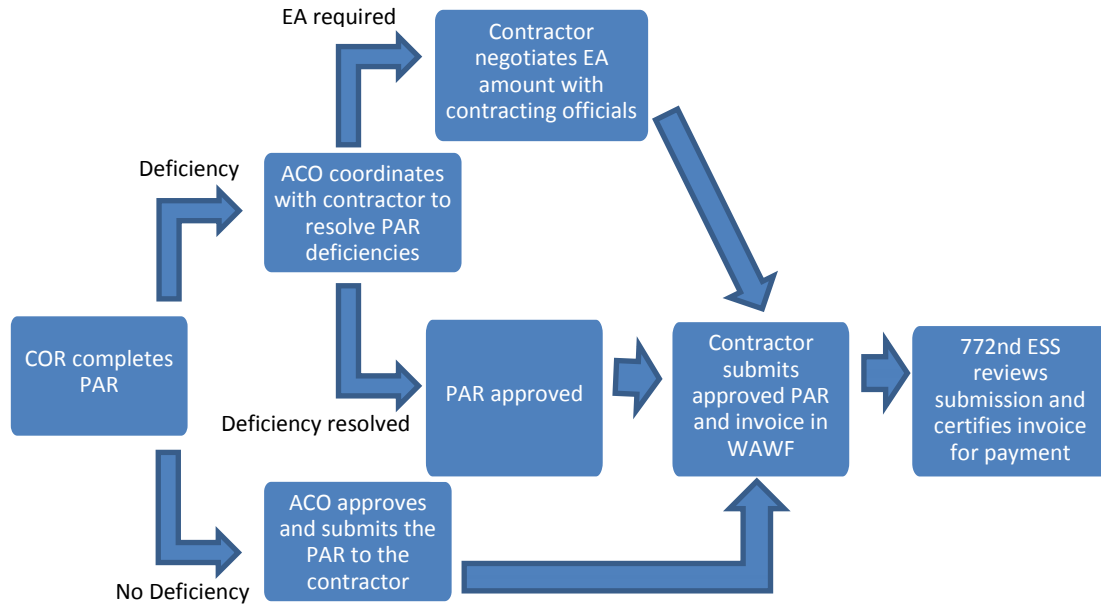 EA required
Contractor
negotiates EA
amount with
contracting officials
Deficiency
ACO coordinates
with contractor to
resolve PAR
deficiencies
COR completes
PAR
PAR approved
Contractor
submits
approved PAR
and invoice in
WAWF
772nd ESS
reviews
submission and
certifies invoice
for payment
Deficiency resolved
ACO approves
and submits the
PAR to the
contractor
No Deficiency